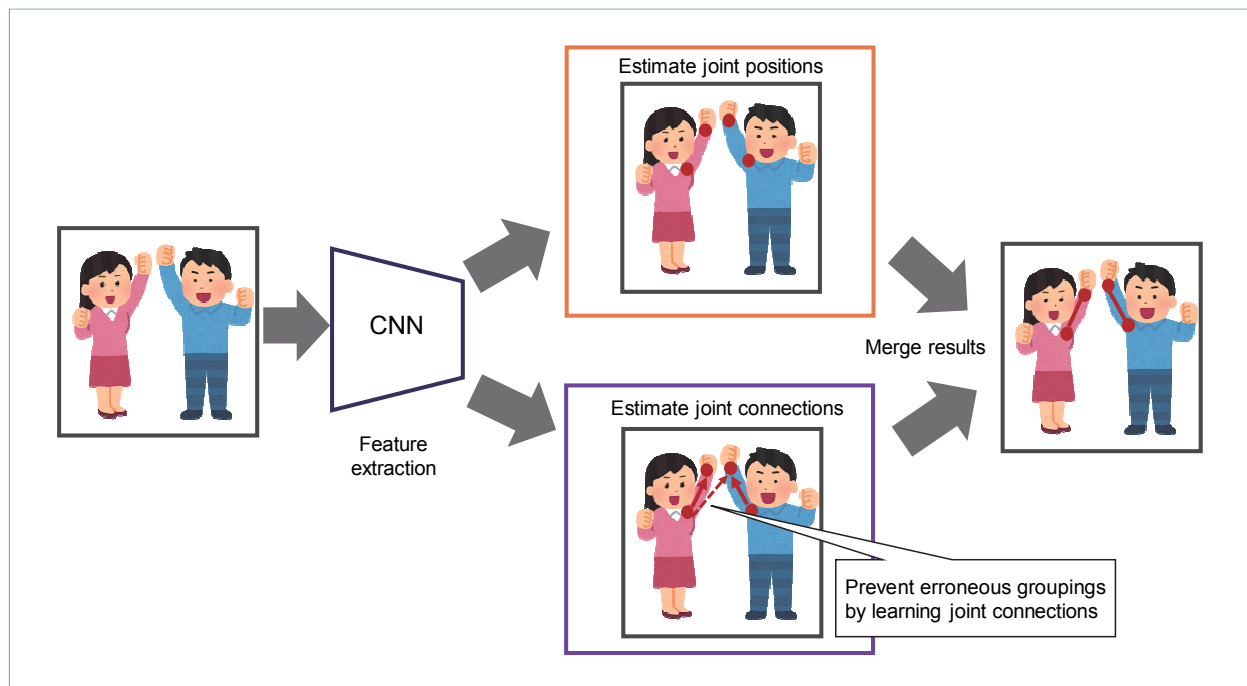 Estimate joint positions
CNN
Feature
extraction
Merge results
Estimate joint connections
Prevent erroneous groupings
by learning joint connections